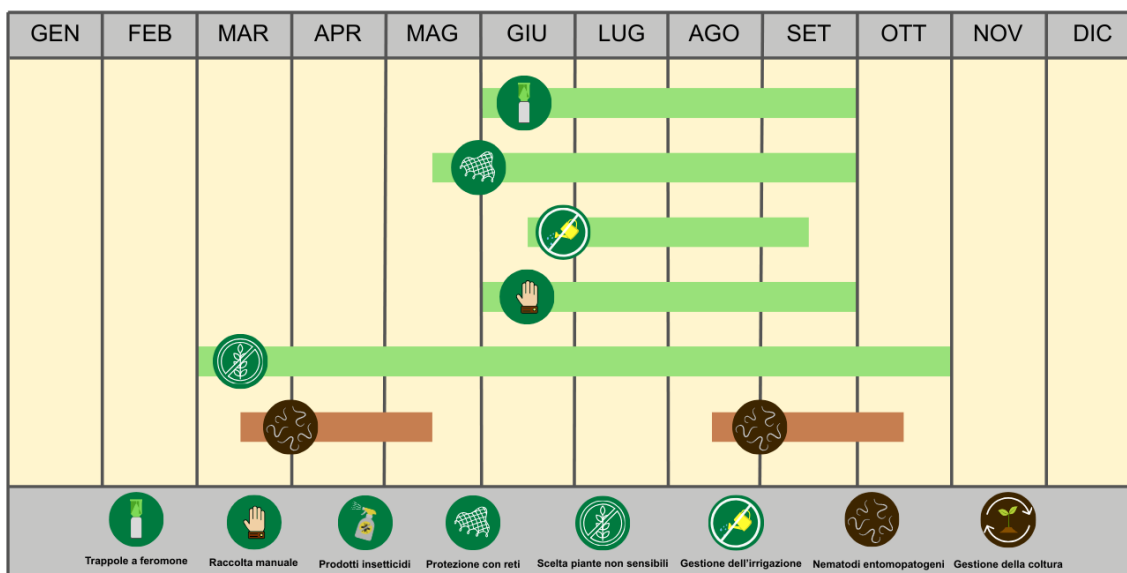 GEN FEB MAR APR MAG GIU LUG AGO SET OTT NOV DIC
Trappole a feromone Raccolta manuale Prodotti insetticidi Protezione con reti Scelta piante non sensibili Gestione dell'irrigazione Nematodi entomopatogeni Gestione della coltura